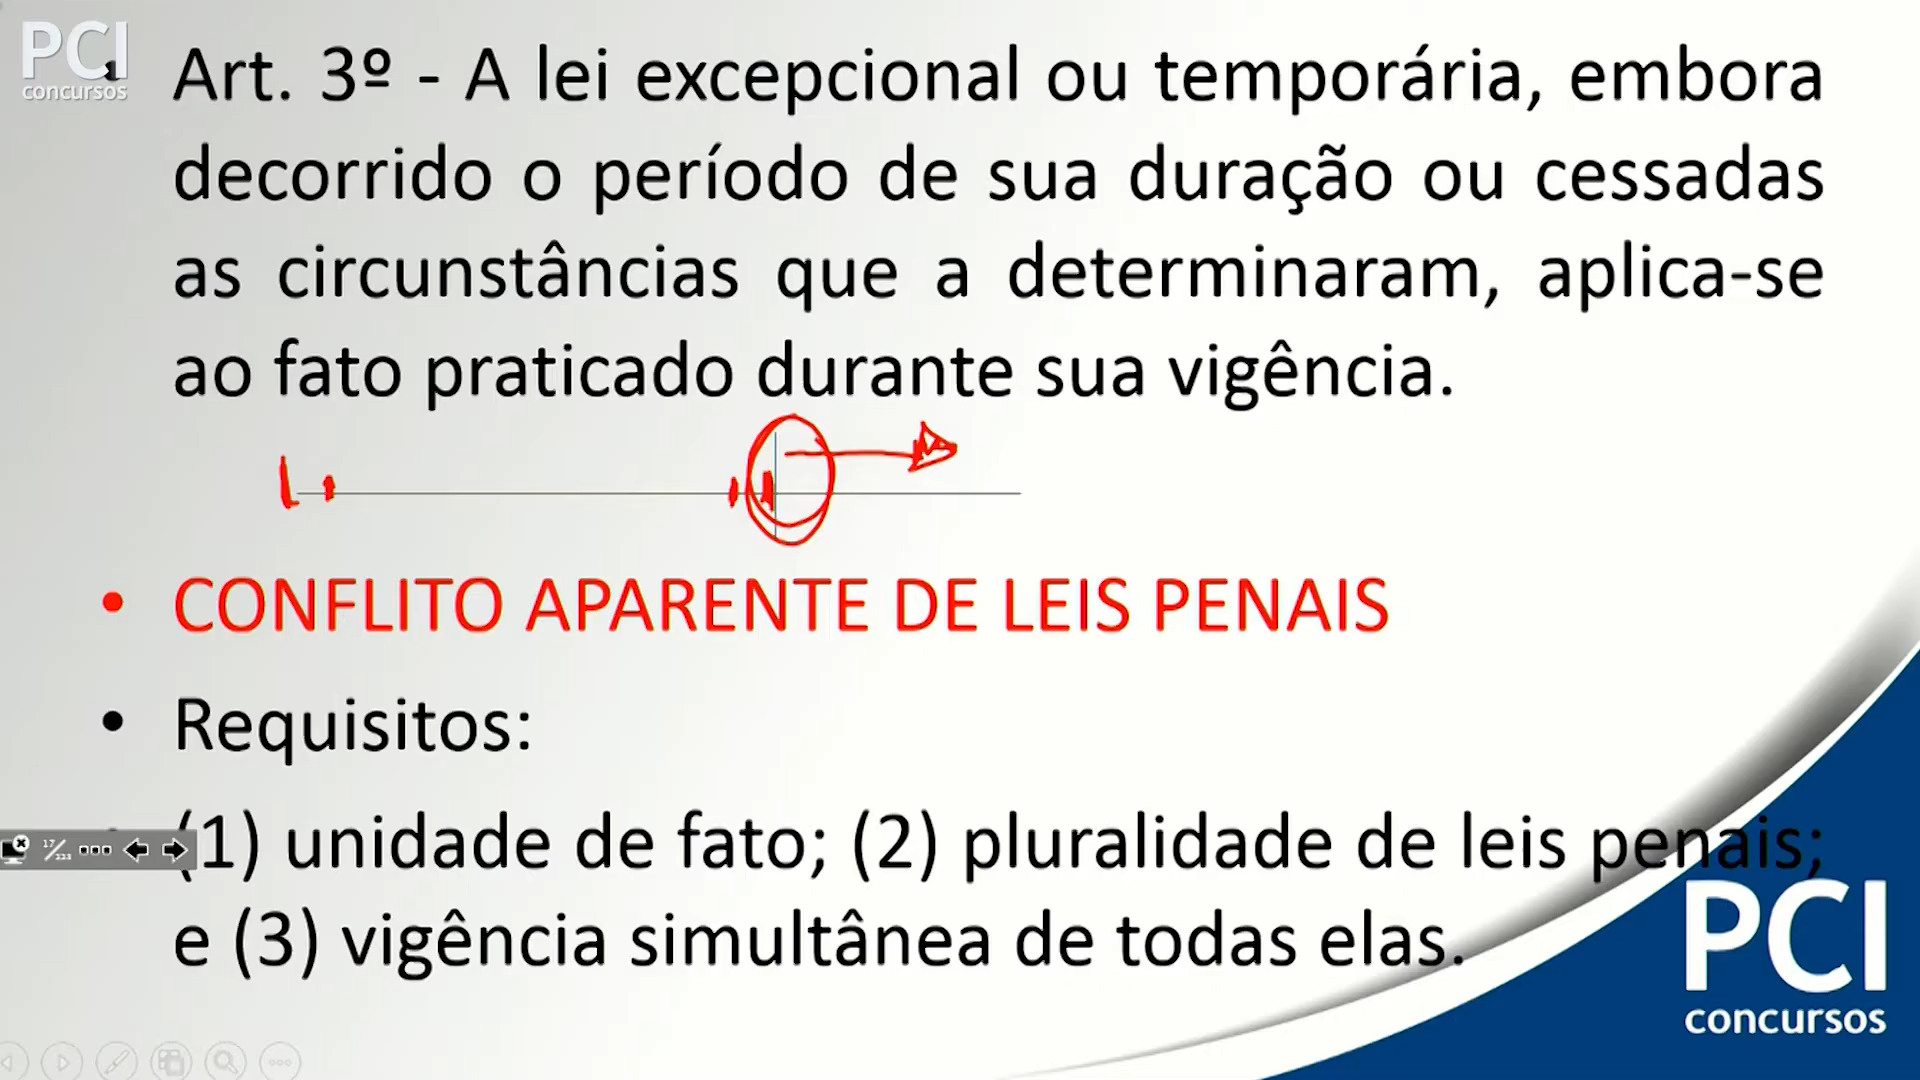 PCI
concursos
Art. 3º - A lei excepcional ou temporária, embora
decorrido o período de sua duração ou cessadas
as circunstâncias que a determinaram, aplica-se
ao fato praticado durante sua vigência.
• CONFLITO APARENTE DE LEIS PENAIS
• Requisitos:
(1) unidade de fato; (2) pluralidade de leis penais;
17/333
e (3) vigência simultânea de todas elas.
PCI
concursos